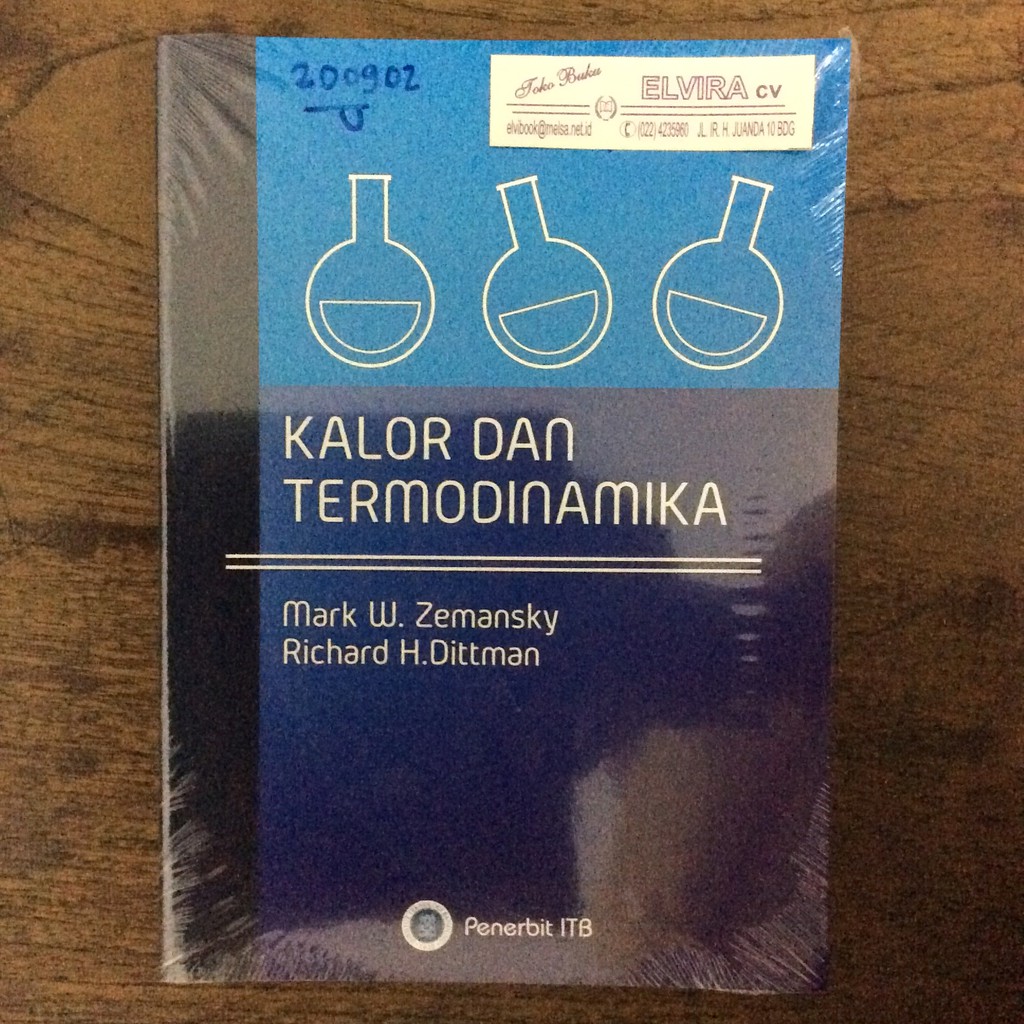 200902
Toko Buku ELVIRA CV
elvibook@melsa.net.id (022) 4235960 JL. IR. H. JUANDA 10 BDG
KALOR DAN
TERMODINAMIKA
Mark W. Zemansky
Richard H.Dittman
Penerbit ITB